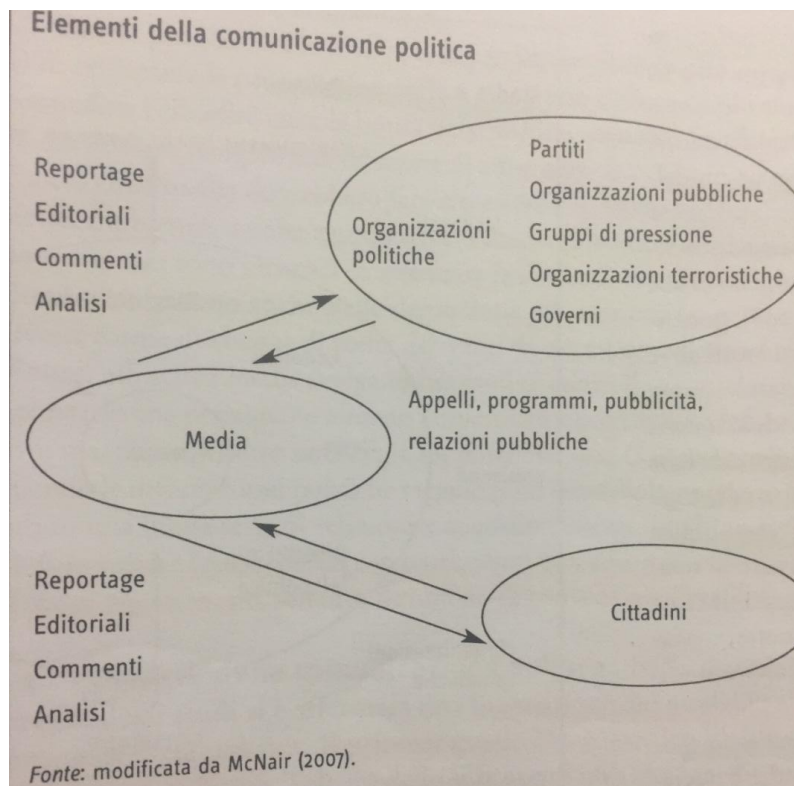 Elementi della comunicazione politica
Reportage
Editoriali
Commenti
Analisi
Organizzazioni
politiche
Partiti
Organizzazioni pubbliche
Gruppi di pressione
Organizzazioni terroristiche
Governi
Media
Appelli, programmi, pubblicità,
relazioni pubbliche
Reportage
Editoriali
Commenti
Analisi
Cittadini
Fonte: modificata da McNair (2007).